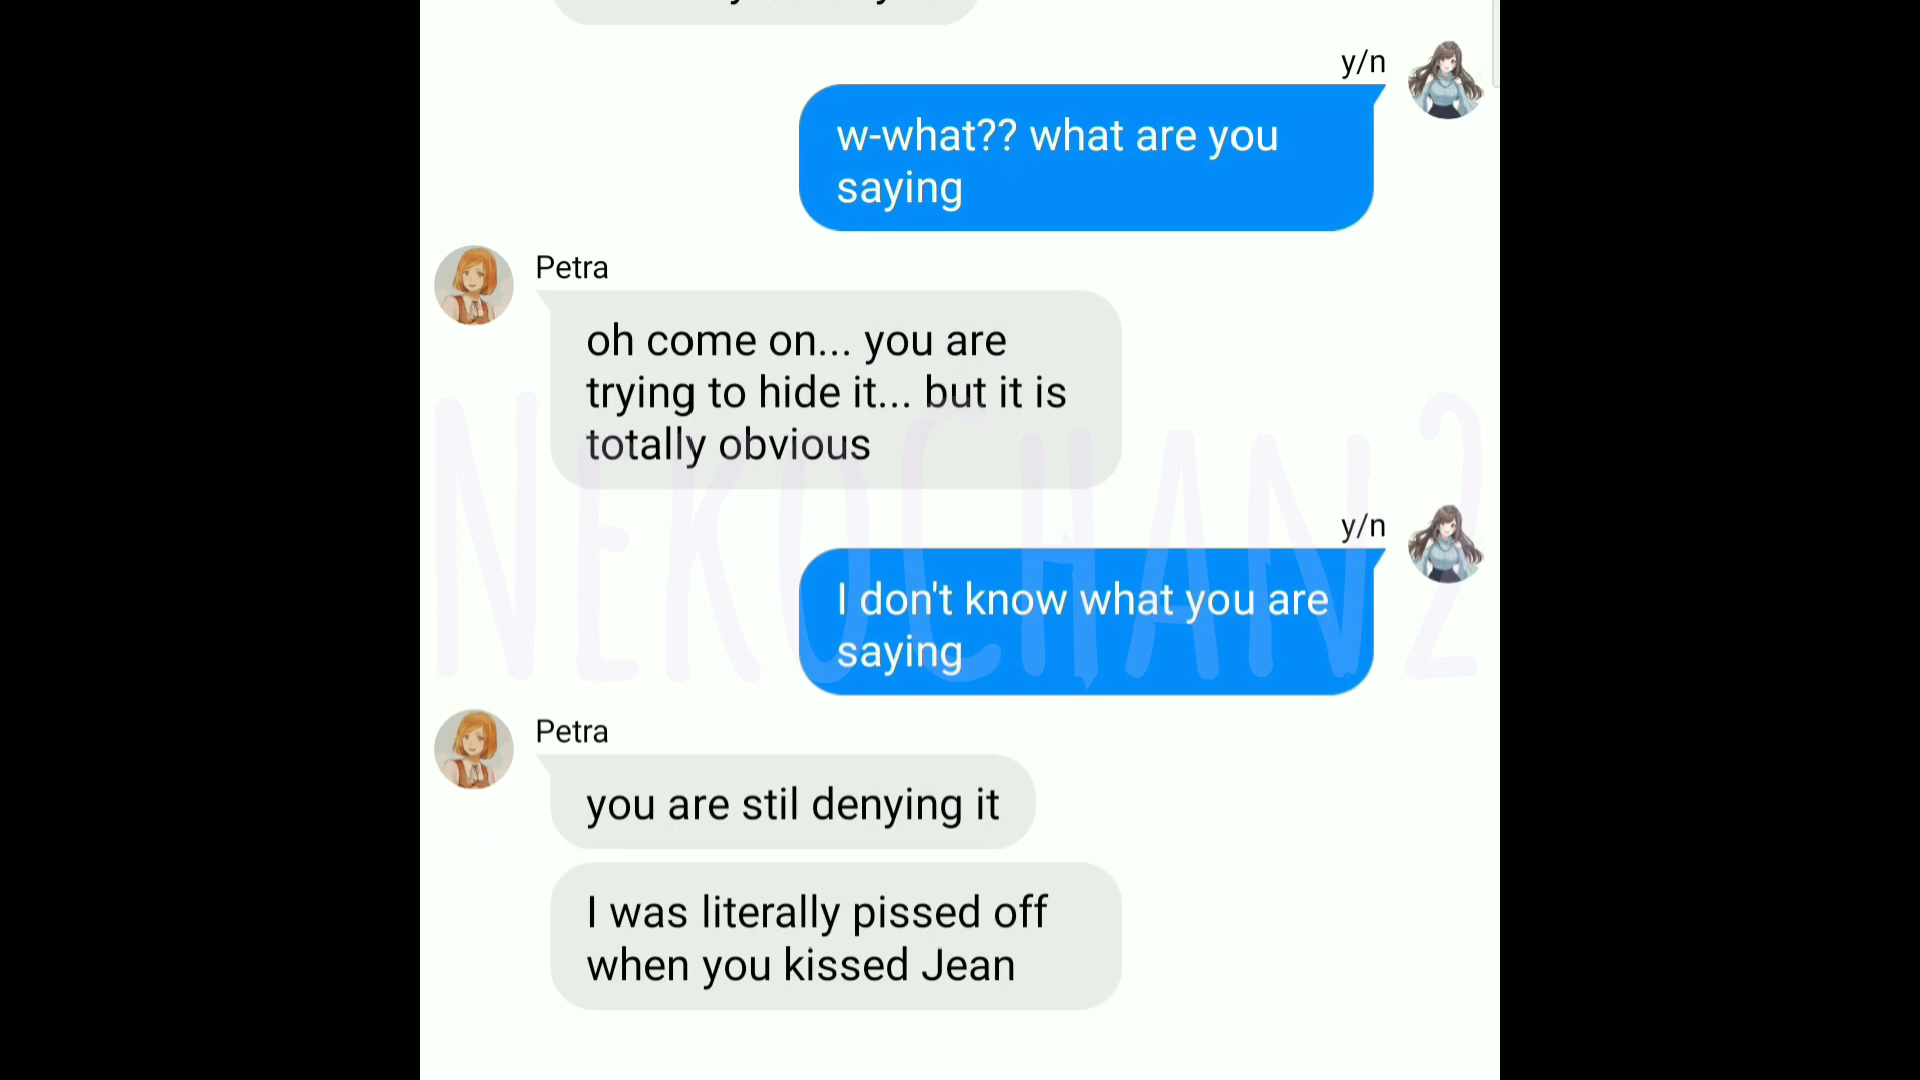 y/n
w-what?? what are you
saying
Petra
oh come on... you are
trying to hide it... but it is
totally obvious
y/n
I don't know what you are
saying
NEKOCHAN2
Petra
you are stil denying it
I was literally pissed off
when you kissed Jean